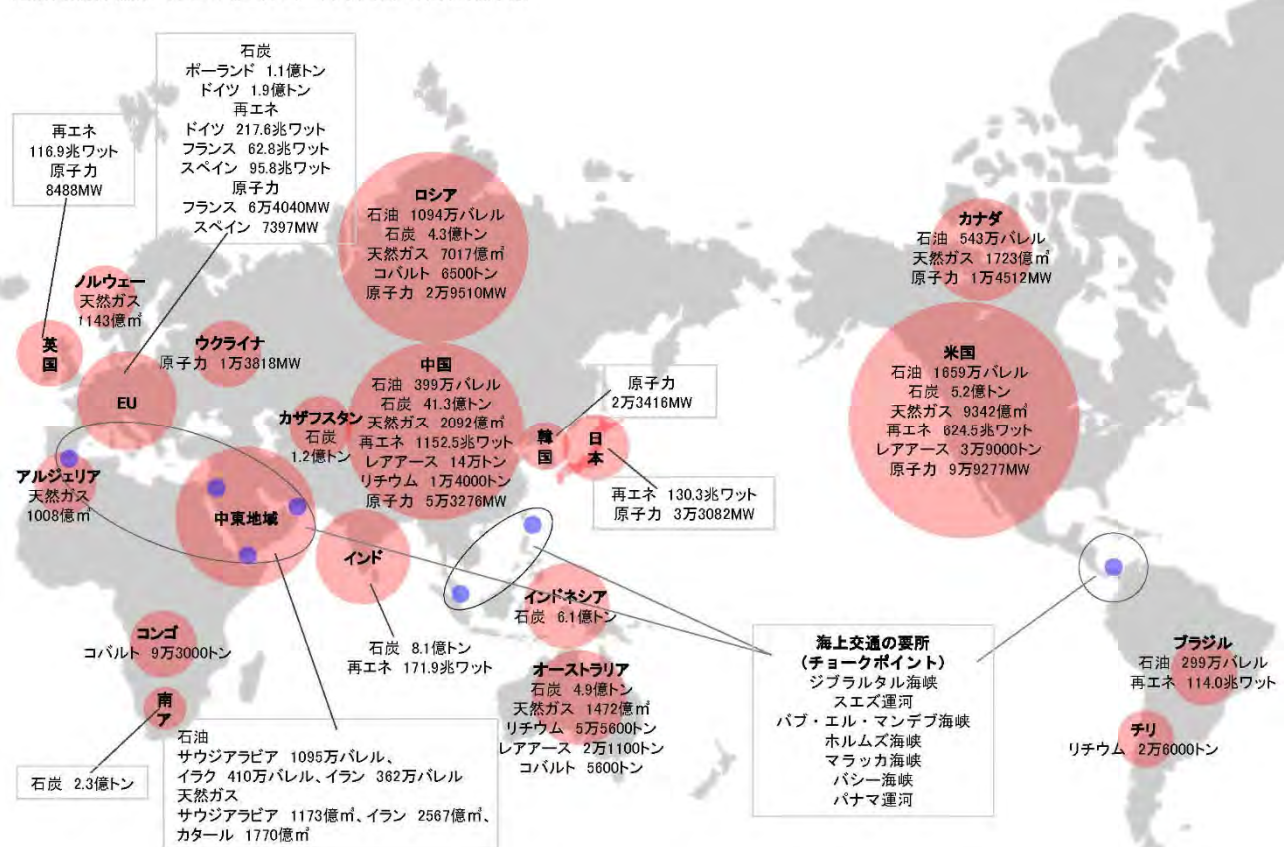 石炭
ポーランド 1.1億トン
ドイツ 1.9億トン
再エネ
ドイツ 217.6兆ワット
フランス 62.8兆ワット
スペイン 95.8兆ワット
原子力
フランス 6万4040MW
スペイン 7397MW
再エネ
116.9兆ワット
原子力
8488MW
ロシア
石油 1094万バレル
石炭 4.3億トン
天然ガス 7017億㎥
コバルト 6500トン
原子力 2万9510MW
カナダ
石油 543万バレル
天然ガス 1723億㎥
原子力 1万4512MW
ノルウェー
天然ガス
1143億㎥
英国
ウクライナ
原子力 1万3818MW
EU
中国
石油 399万バレル
石炭 41.3億トン
天然ガス 2092億㎥
再エネ 1152.5兆ワット
レアアース 14万トン
リチウム 1万4000トン
原子力 5万3276MW
カザフスタン
石炭
1.2億トン
原子力
2万3416MW
韓国
日本
再エネ 130.3兆ワット
原子力 3万3082MW
米国
石油 1659万バレル
石炭 5.2億トン
天然ガス 9342億㎥
再エネ 624.5兆ワット
レアアース 3万9000トン
原子力 9万9277MW
アルジェリア
天然ガス
1008億㎥
中東地域
インド
石炭 8.1億トン
再エネ 171.9兆ワット
インドネシア
石炭 6.1億トン
コンゴ
コバルト 9万3000トン
南ア
石炭 2.3億トン
石油
サウジアラビア 1095万バレル、
イラク 410万バレル、イラン 362万バレル
天然ガス
サウジアラビア 1173億㎥、イラン 2567億㎥、
カタール 1770億㎥
オーストラリア
石炭 4.9億トン
天然ガス 1472億㎥
リチウム 5万5600トン
レアアース 2万1100トン
コバルト 5600トン
海上交通の要所
(チョークポイント)
ジブラルタル海峡
スエズ運河
バブ・エル・マンデブ海峡
ホルムズ海峡
マラッカ海峡
バシー海峡
パナマ運河
ブラジル
石油 299万バレル
再エネ 114.0兆ワット
チリ
リチウム 2万6000トン